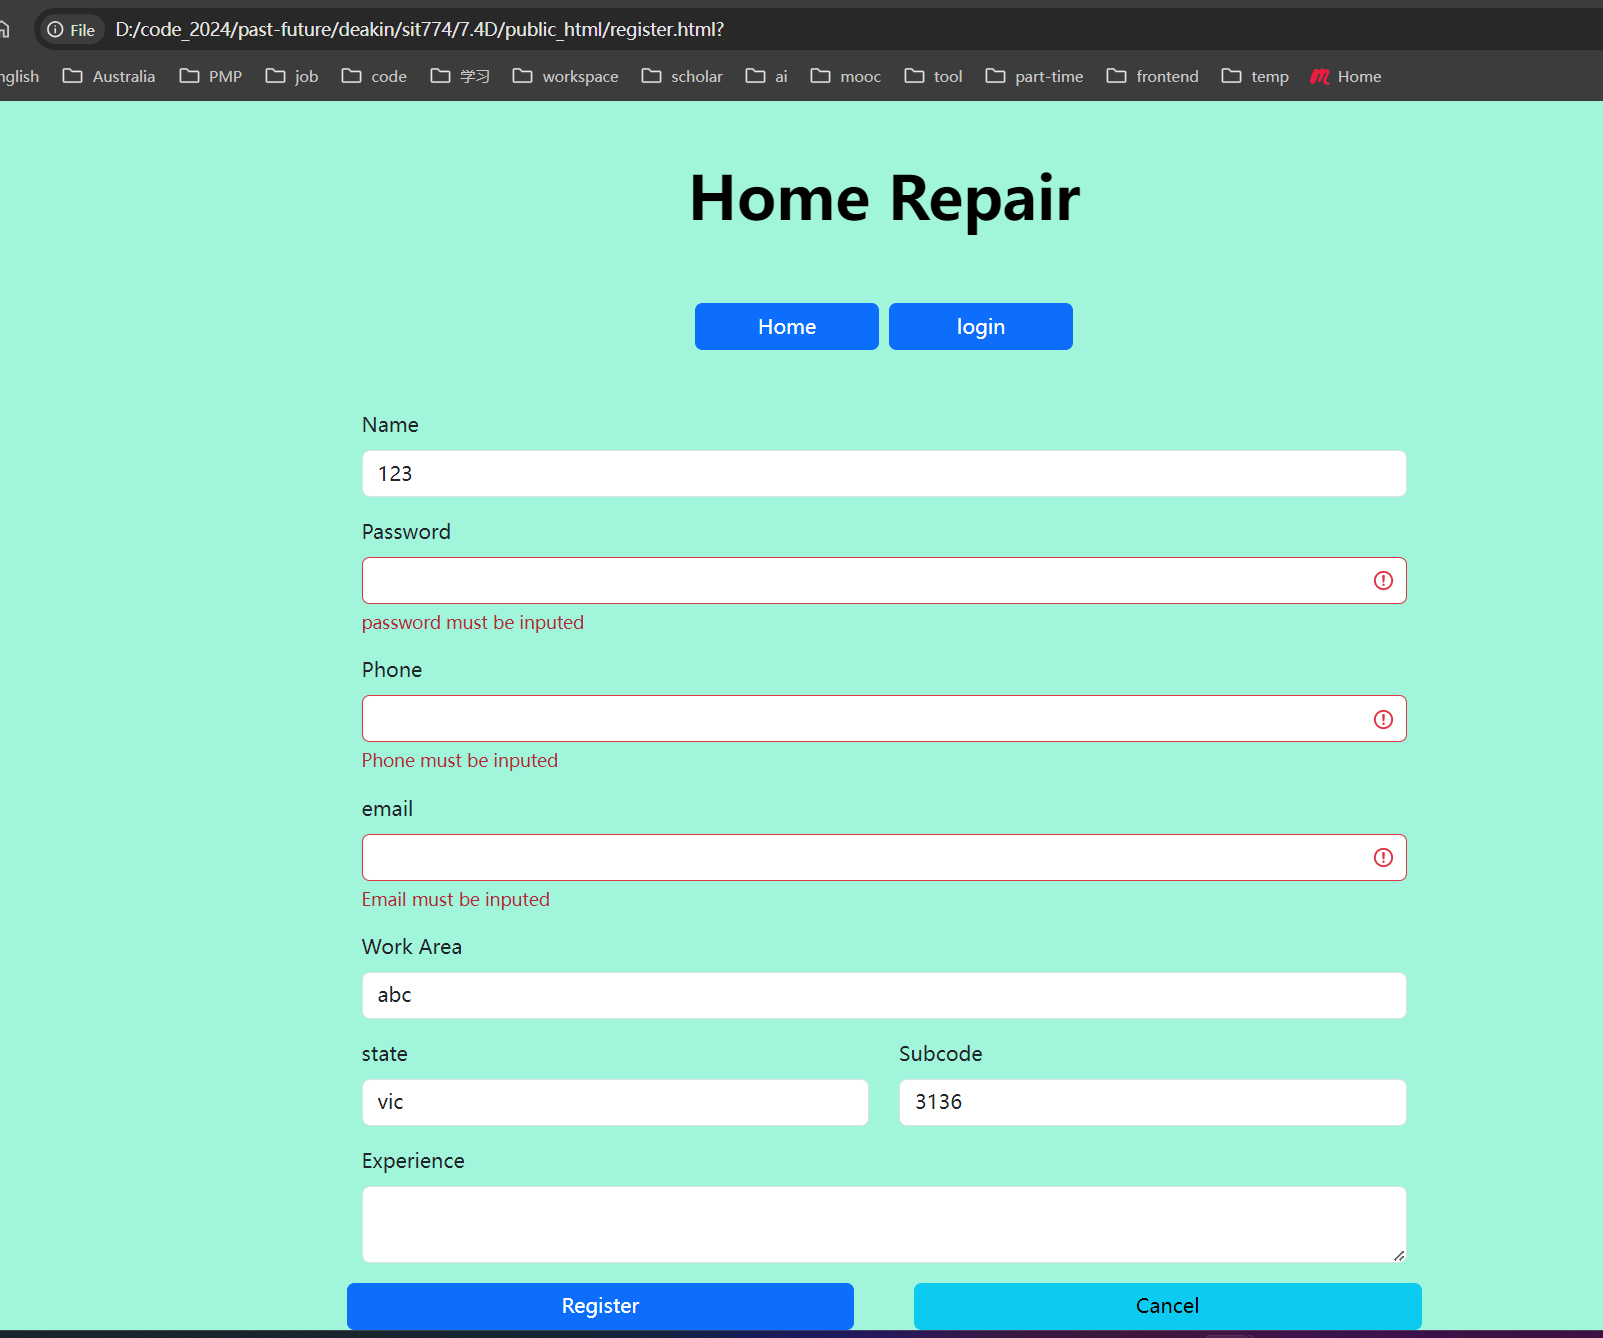 File D:/code_2024/past-future/deakin/sit774/7.4D/public_html/register.html?
nglish Australia PMP job code 学习 workspace scholar ai mooc tool part-time frontend temp Home
Home Repair
Home login
Name
123
Password
password must be inputed
Phone
Phone must be inputed
email
Email must be inputed
Work Area
abc
state Subcode
vic 3136
Experience
Register Cancel